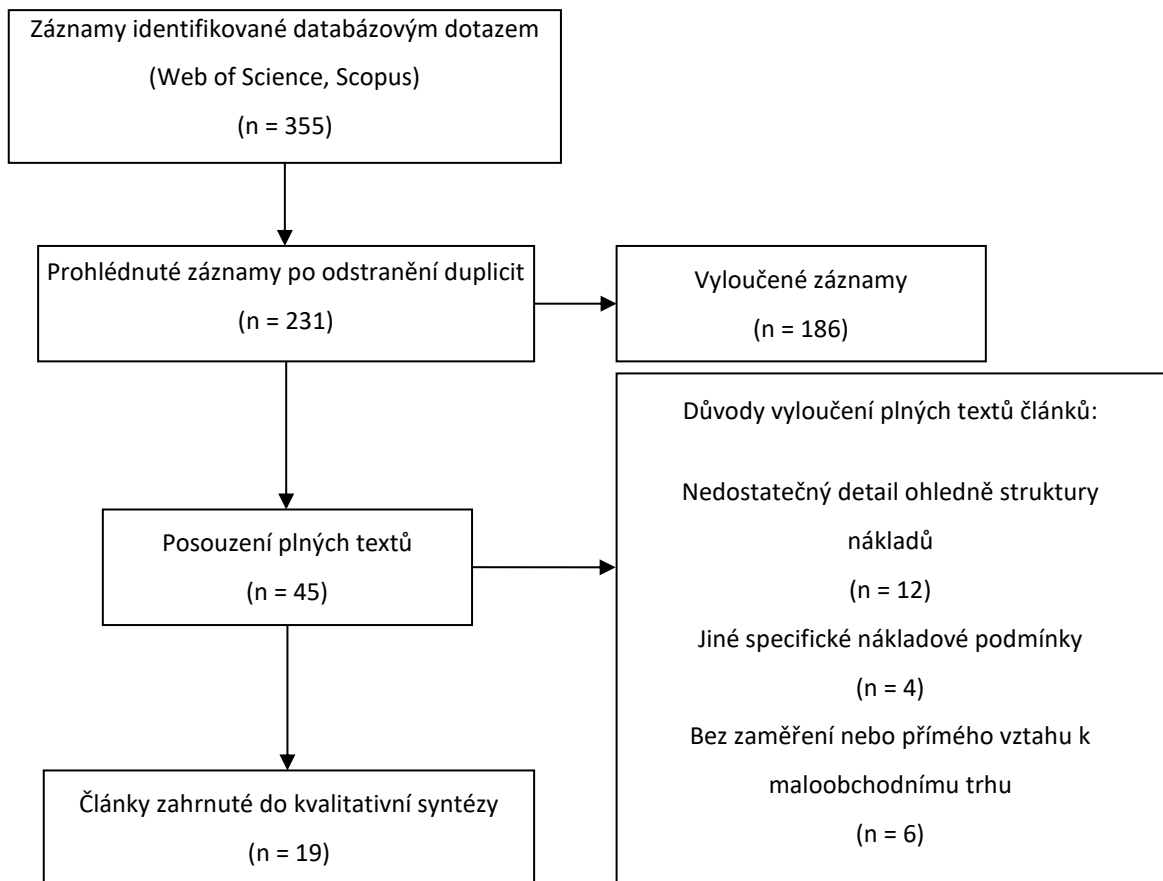 Záznamy identifikované databázovým dotazem
(Web of Science, Scopus)
(n = 355)
Prohlédnuté záznamy po odstranění duplicit
(n = 231)
Vyloučené záznamy
(n = 186)
Posouzení plných textů
(n = 45)
Důvody vyloučení plných textů článků:
Nedostatečný detail ohledně struktury
nákladů
(n = 12)
Jiné specifické nákladové podmínky
(n = 4)
Bez zaměření nebo přímého vztahu k
maloobchodnímu trhu
(n = 6)
Články zahrnuté do kvalitativní syntézy
(n = 19)